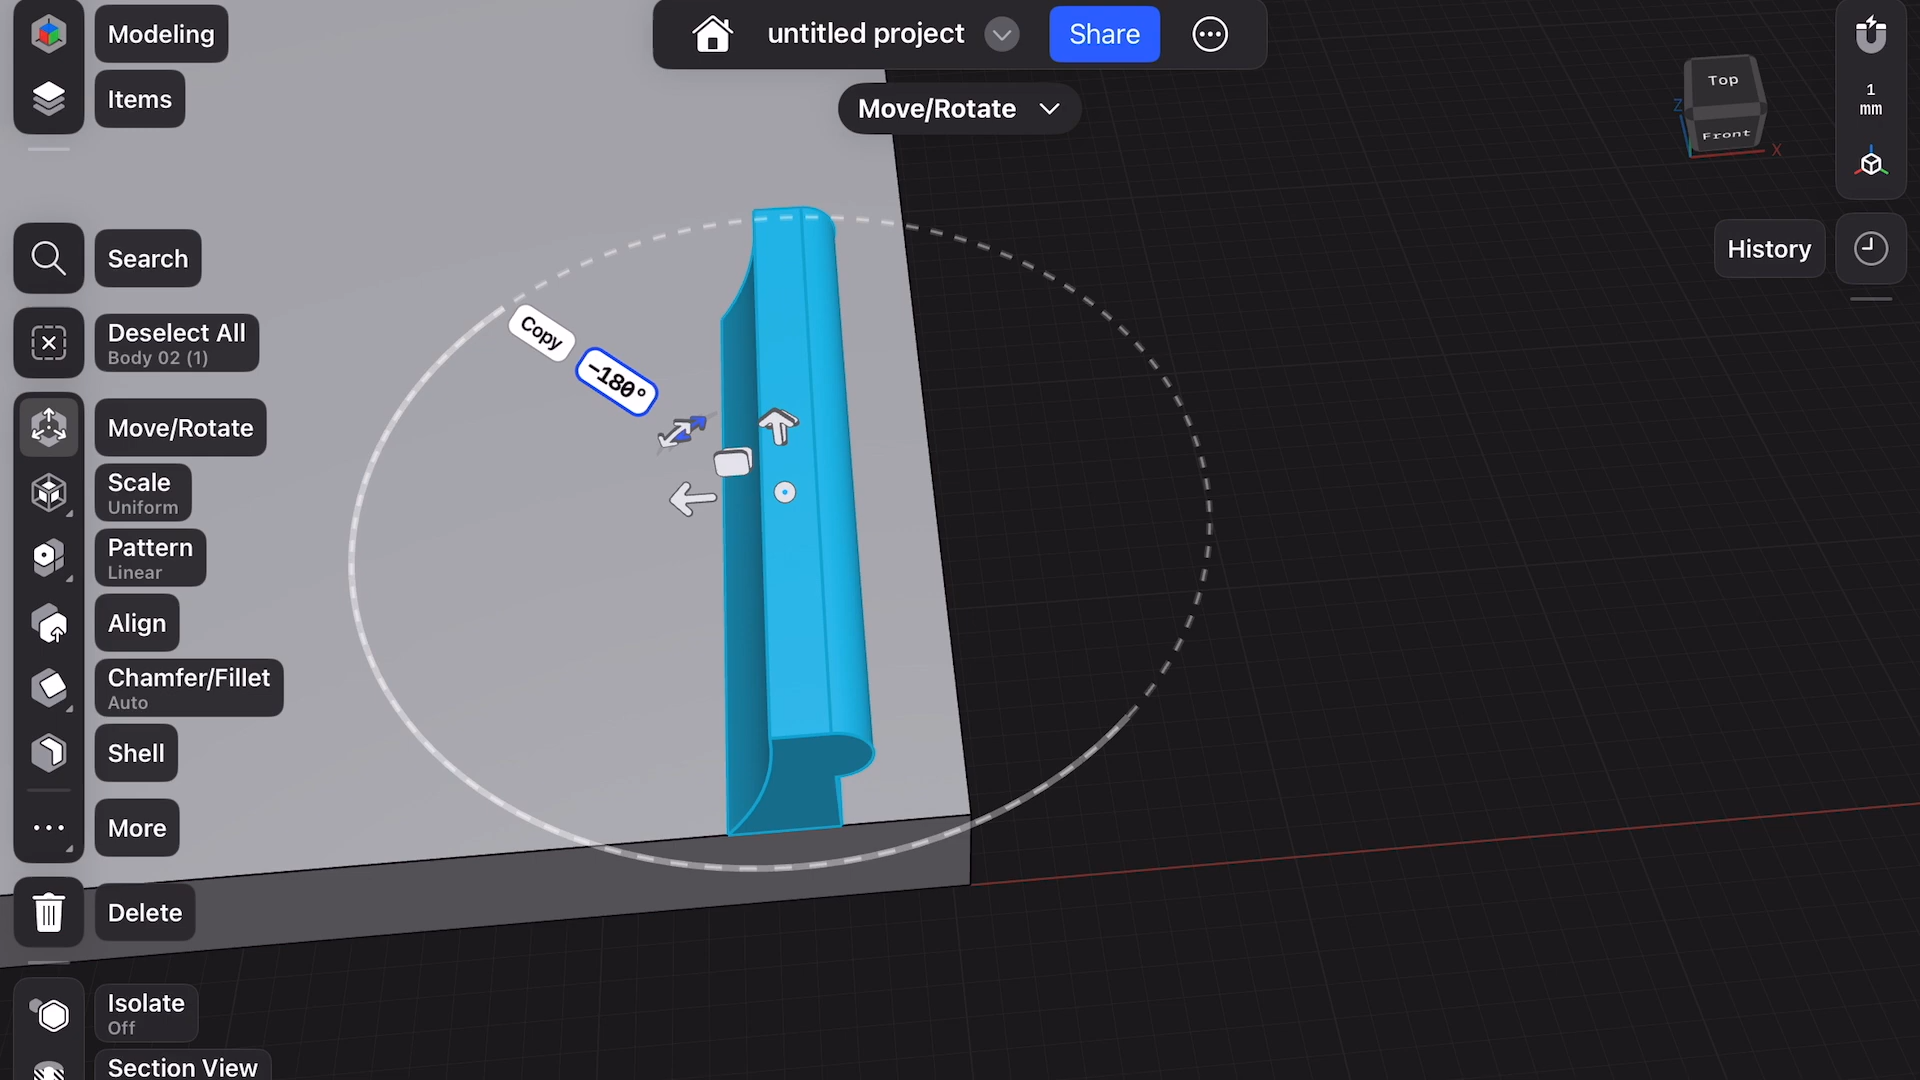 Modeling
untitled project
Share
Items
Move/Rotate
Top
Front
Z
X
1
mm
Search
History
Deselect All
Body 02 (1)
Copy
-180°
Move/Rotate
Scale
Uniform
Pattern
Linear
Align
Chamfer/Fillet
Auto
Shell
More
Delete
Isolate
Off
Section View